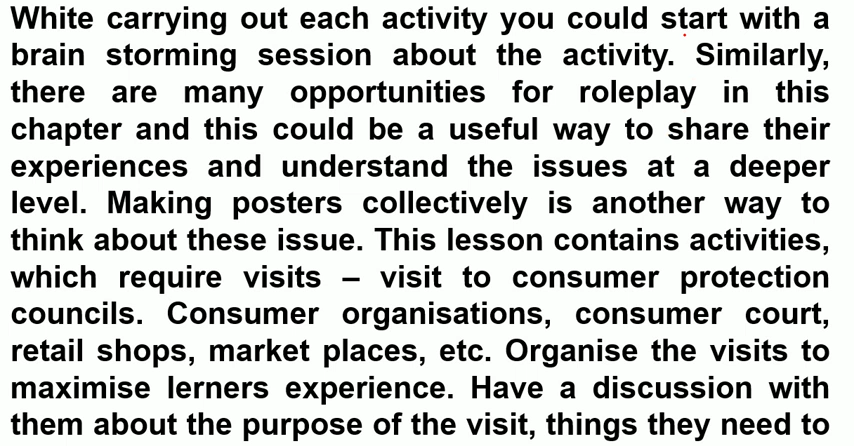 White carrying out each activity you could start with a
brain storming session about the activity. Similarly,
there are many opportunities for roleplay in this
chapter and this could be a useful way to share their
experiences and understand the issues at a deeper
level. Making posters collectively is another way to
think about these issue. This lesson contains activities,
which require visits – visit to consumer protection
councils. Consumer organisations, consumer court,
retail shops, market places, etc. Organise the visits to
maximise lerners experience. Have a discussion with
them about the purpose of the visit, things they need to